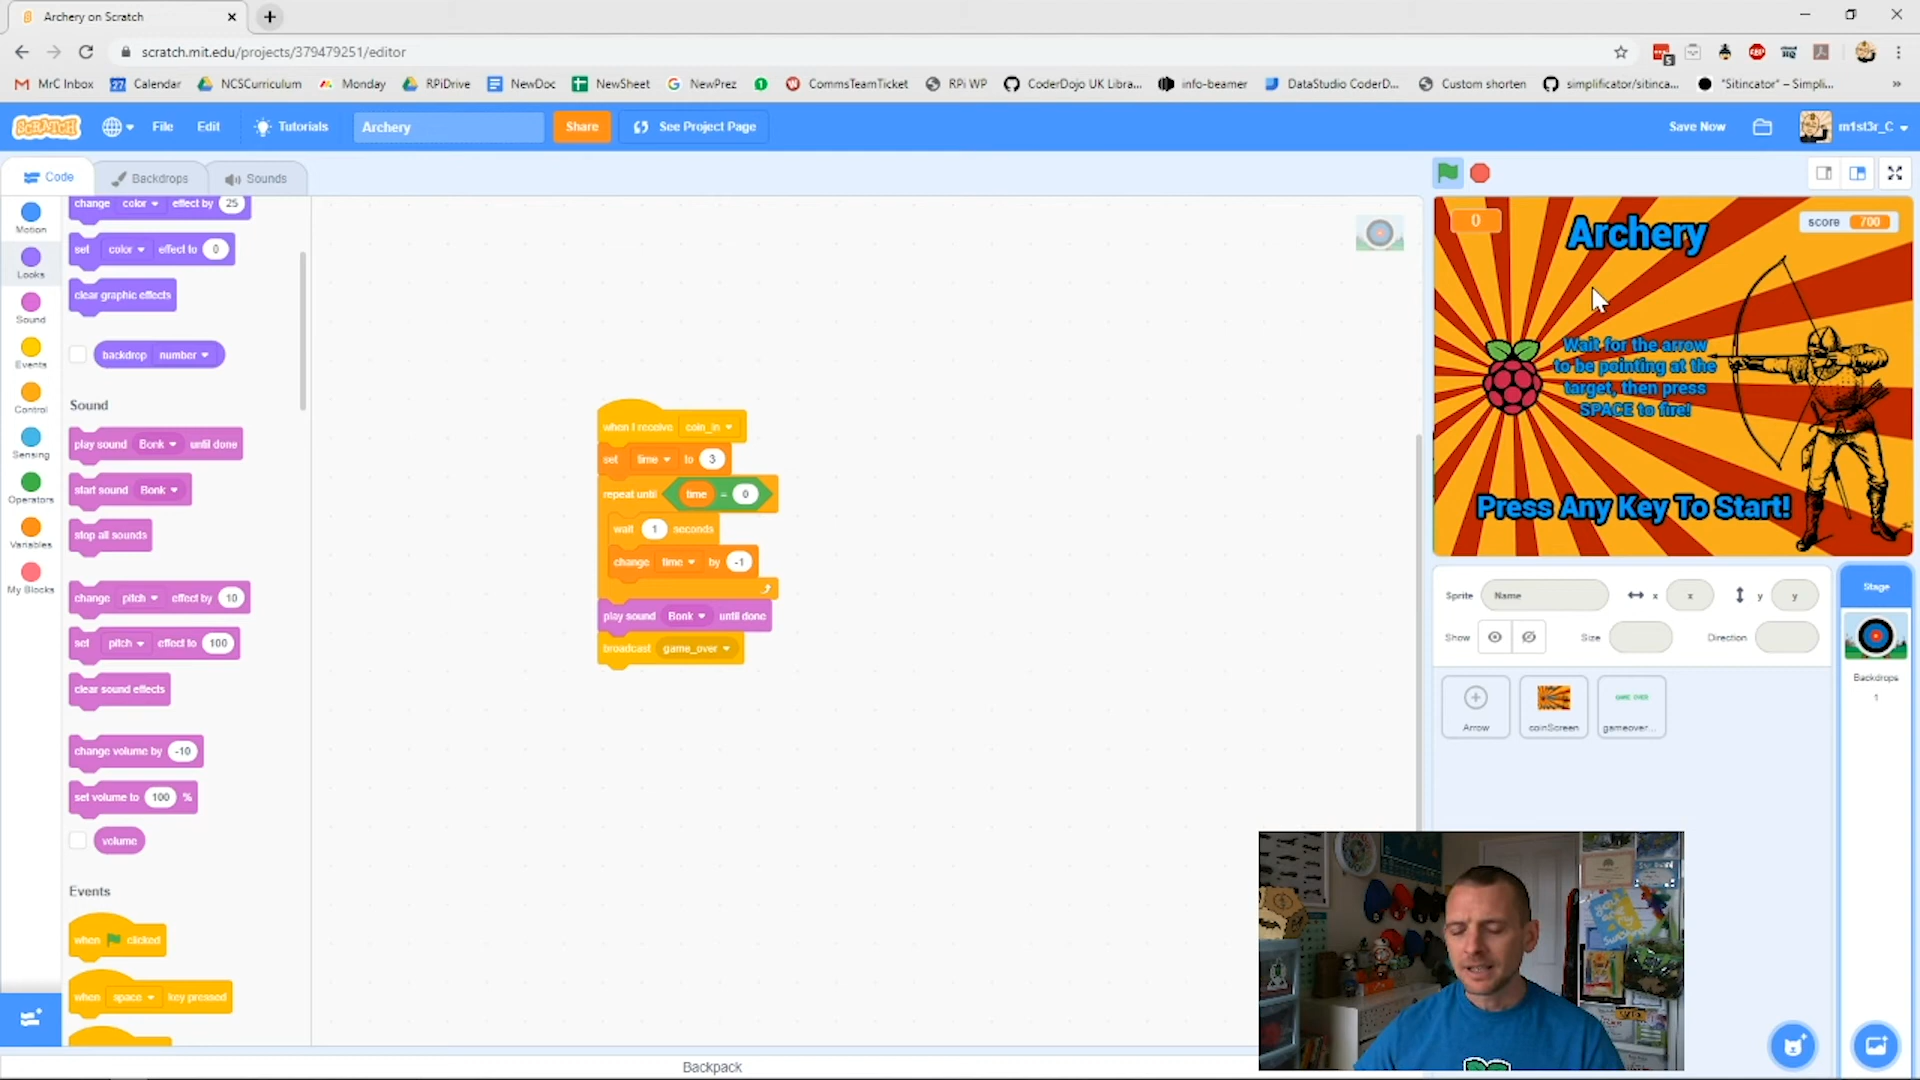 Archery on Scratch
scratch.mit.edu/projects/379479251/editor
MrC Inbox
27 Calendar
NCSCurriculum
Monday
RPiDrive
NewDoc
NewSheet
NewPrez
CommsTeamTicket
RPi WP
CoderDojo UK Libra...
info-beamer
DataStudio CoderD...
Custom shorten
simplificator/sitinca...
"Sitincator" – Simpli...
SCRATCH
File
Edit
Tutorials
Archery
Share
See Project Page
Save Now
m1st3r_C
Code
Backdrops
Sounds
Motion
Looks
Sound
Events
Control
Sensing
Operators
Variables
My Blocks
change color effect by 25
set color effect to 0
clear graphic effects
backdrop number
Sound
play sound Bonk until done
start sound Bonk
stop all sounds
change pitch effect by 10
set pitch effect to 100
clear sound effects
change volume by -10
set volume to 100 %
volume
Events
when clicked
when space key pressed
when I receive coin_in
set time to 3
repeat until time = 0
wait 1 seconds
change time by -1
play sound Bonk until done
broadcast game_over
0
Archery
score 700
Wait for the arrow
to be pointing at the
target, then press
SPACE to fire!
Press Any Key To Start!
Sprite Name x x y y
Show Size Direction
Stage
Backdrops
1
Arrow
coinScreen
GAME OVER
gameover...
Backpack